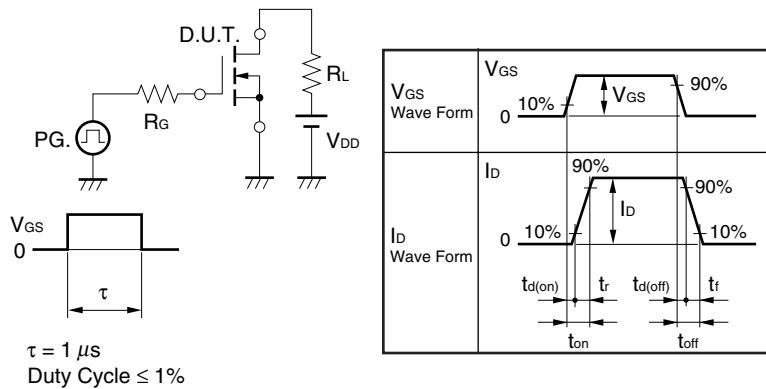 D.U.T.
RL
RG
PG.
VDD
VGS
0
τ
τ = 1 μs
Duty Cycle ≤ 1%
VGS
Wave Form
VGS
10%
0
VGS
90%
ID
Wave Form
ID
90%
90%
10%
0
ID
10%
td(on)
tr
td(off)
tf
ton
toff